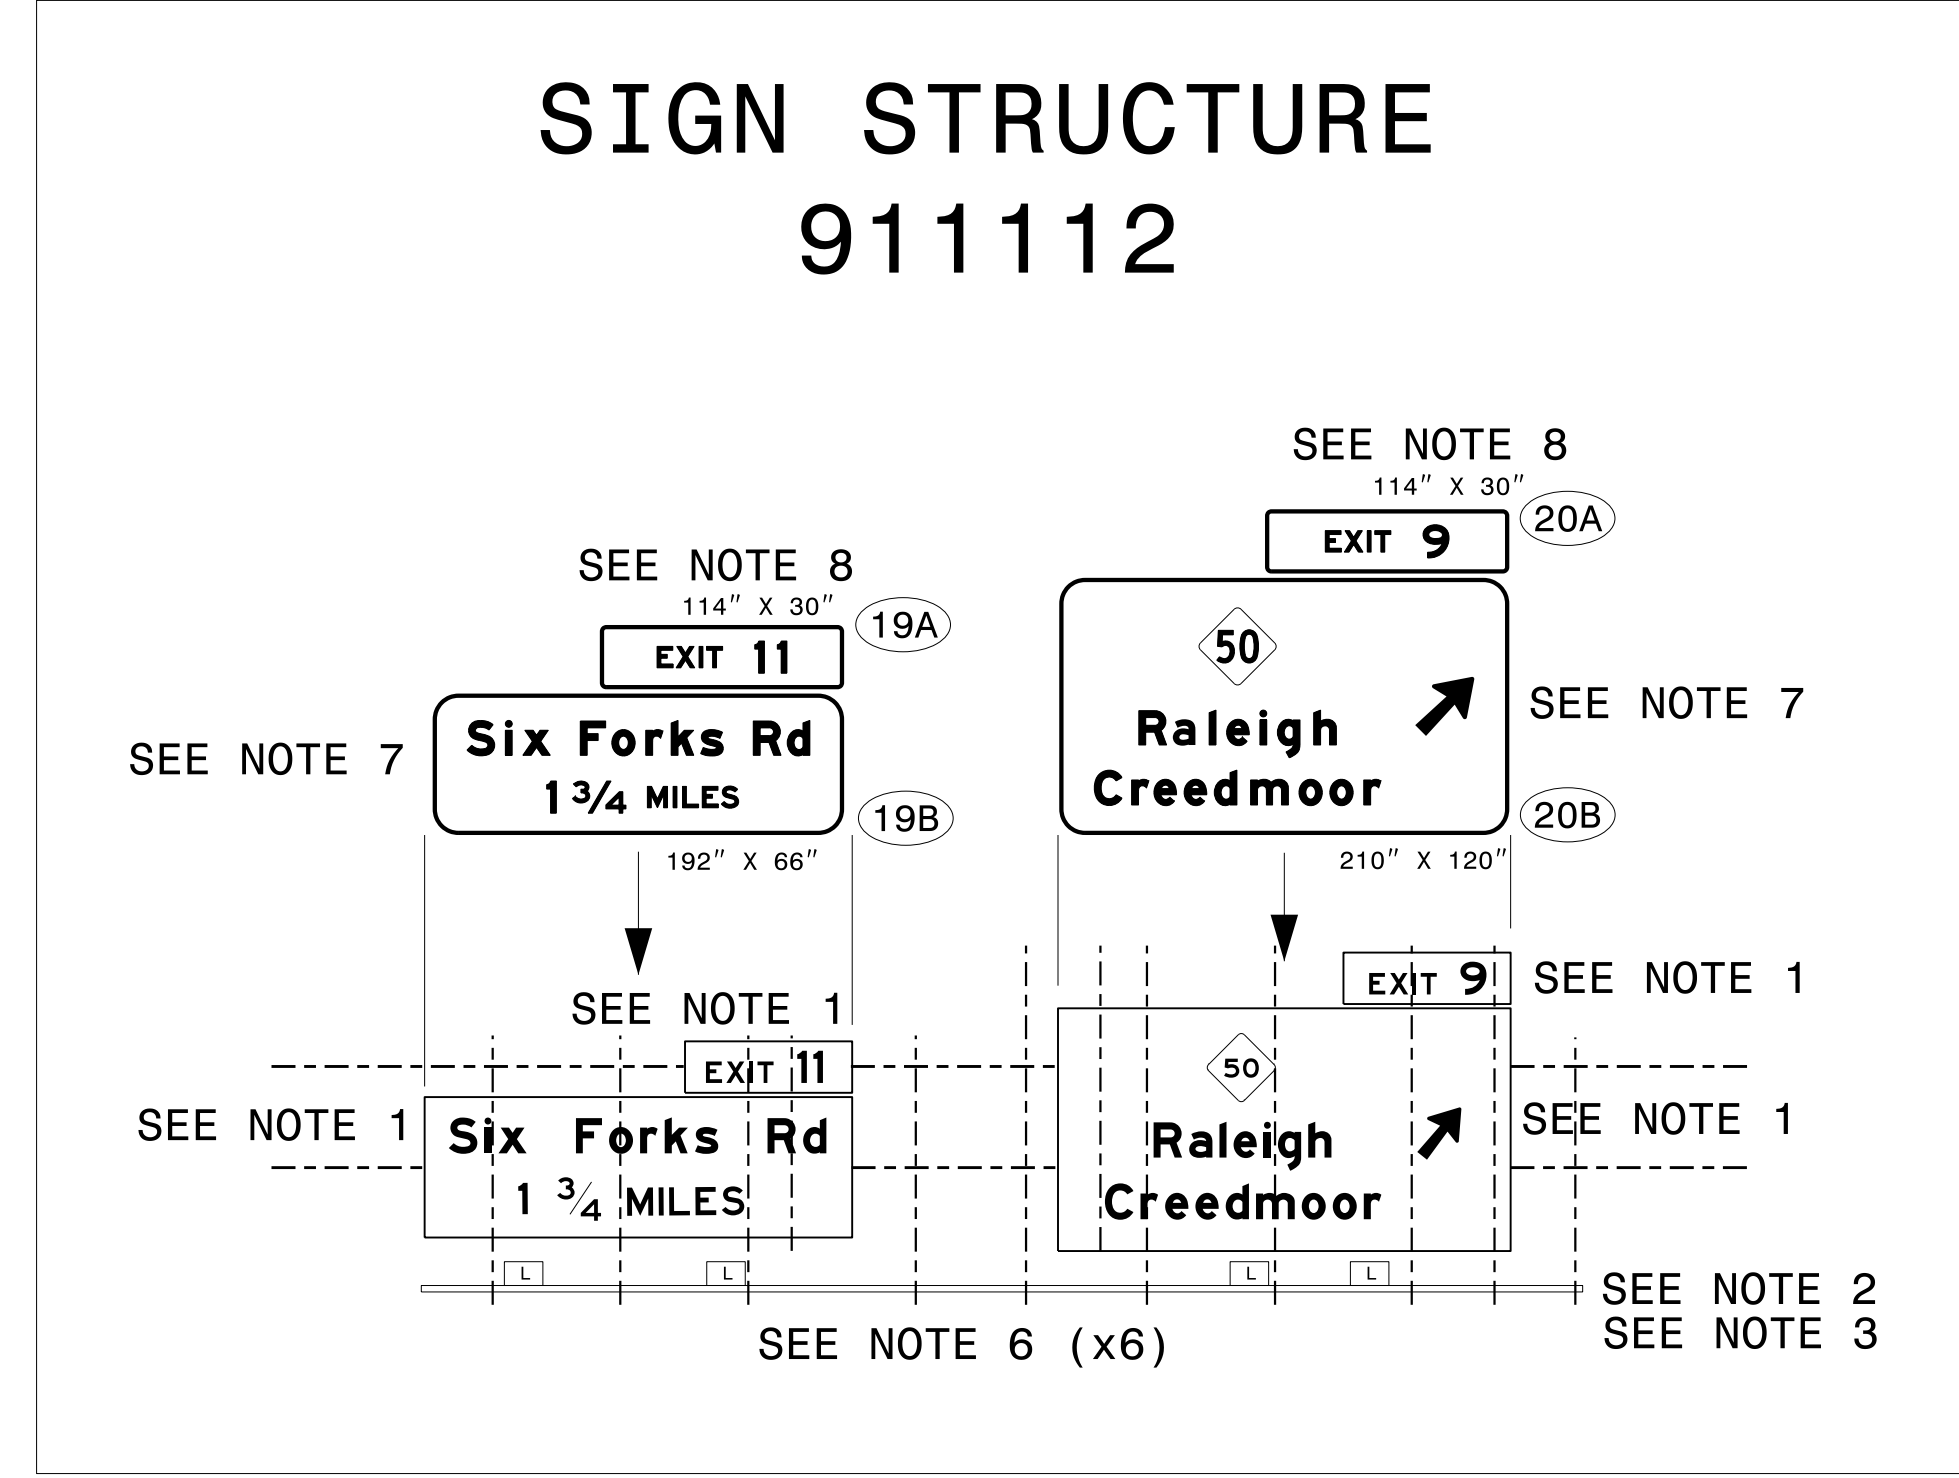 SIGN STRUCTURE
911112
SEE NOTE 8
114" X 30"
20A
EXIT 9
SEE NOTE 8
114" X 30"
19A
EXIT 11
50
Raleigh
Creedmoor
SEE NOTE 7
Six Forks Rd
1 3/4 MILES
SEE NOTE 7
19B
20B
192" X 66"
210" X 120"
SEE NOTE 1
EXIT 9
SEE NOTE 1
EXIT 11
50
SEE NOTE 1
Six Forks Rd
1 3/4 MILES
Raleigh
Creedmoor
SEE NOTE 1
L
L
L
L
SEE NOTE 2
SEE NOTE 3
SEE NOTE 6 (x6)